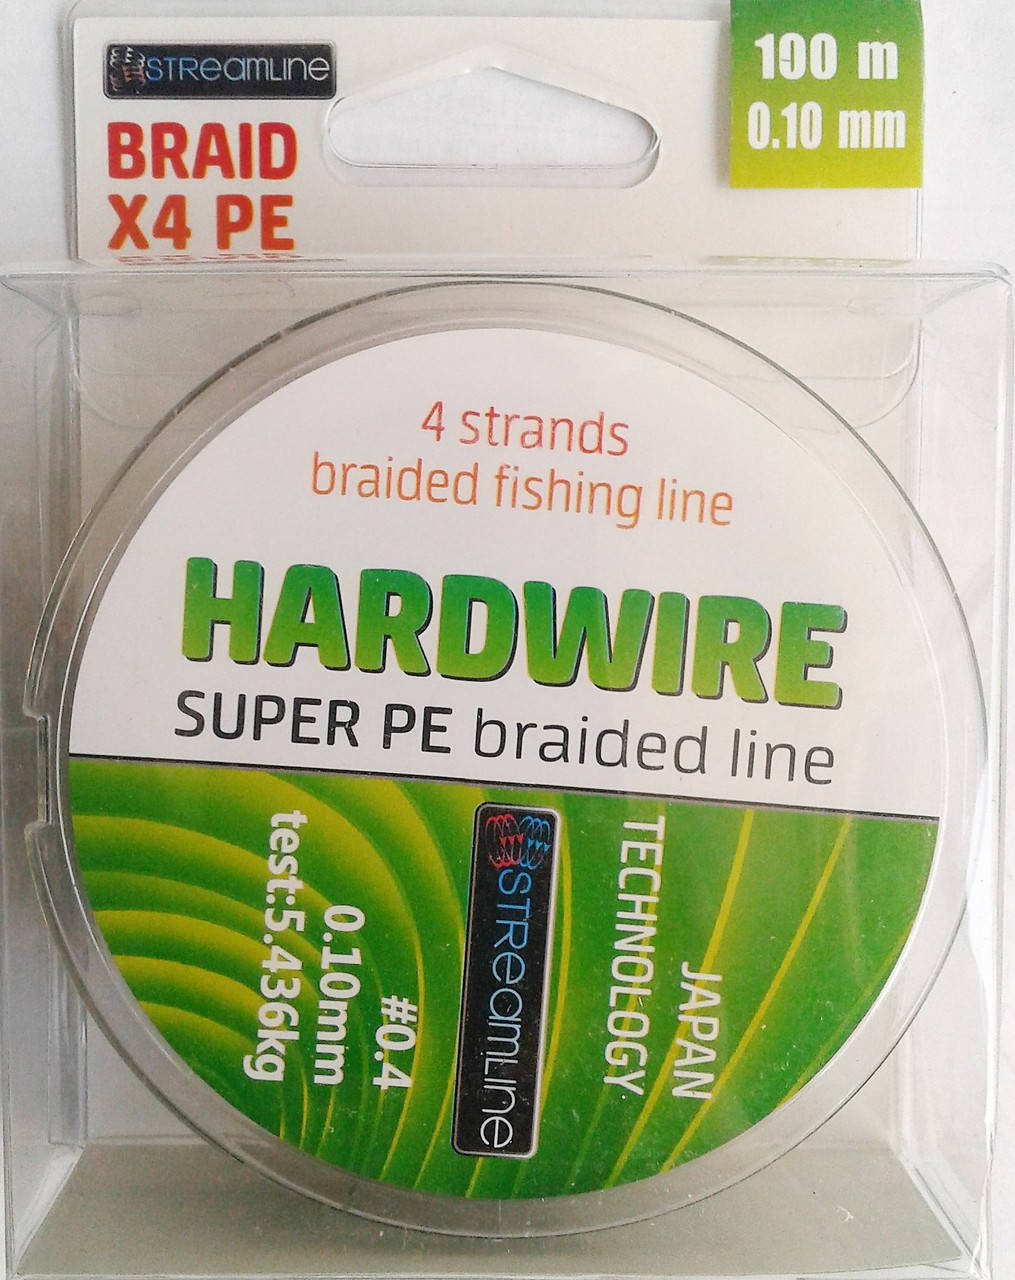 STReamLine
BRAID
X4 PE
100 m
0.10 mm
4 strands
braided fishing line
HARDWIRE
SUPER PE braided line
JAPAN
TECHNOLOGY
STReamLine
#0.4
0.10mm
test:5.436kg